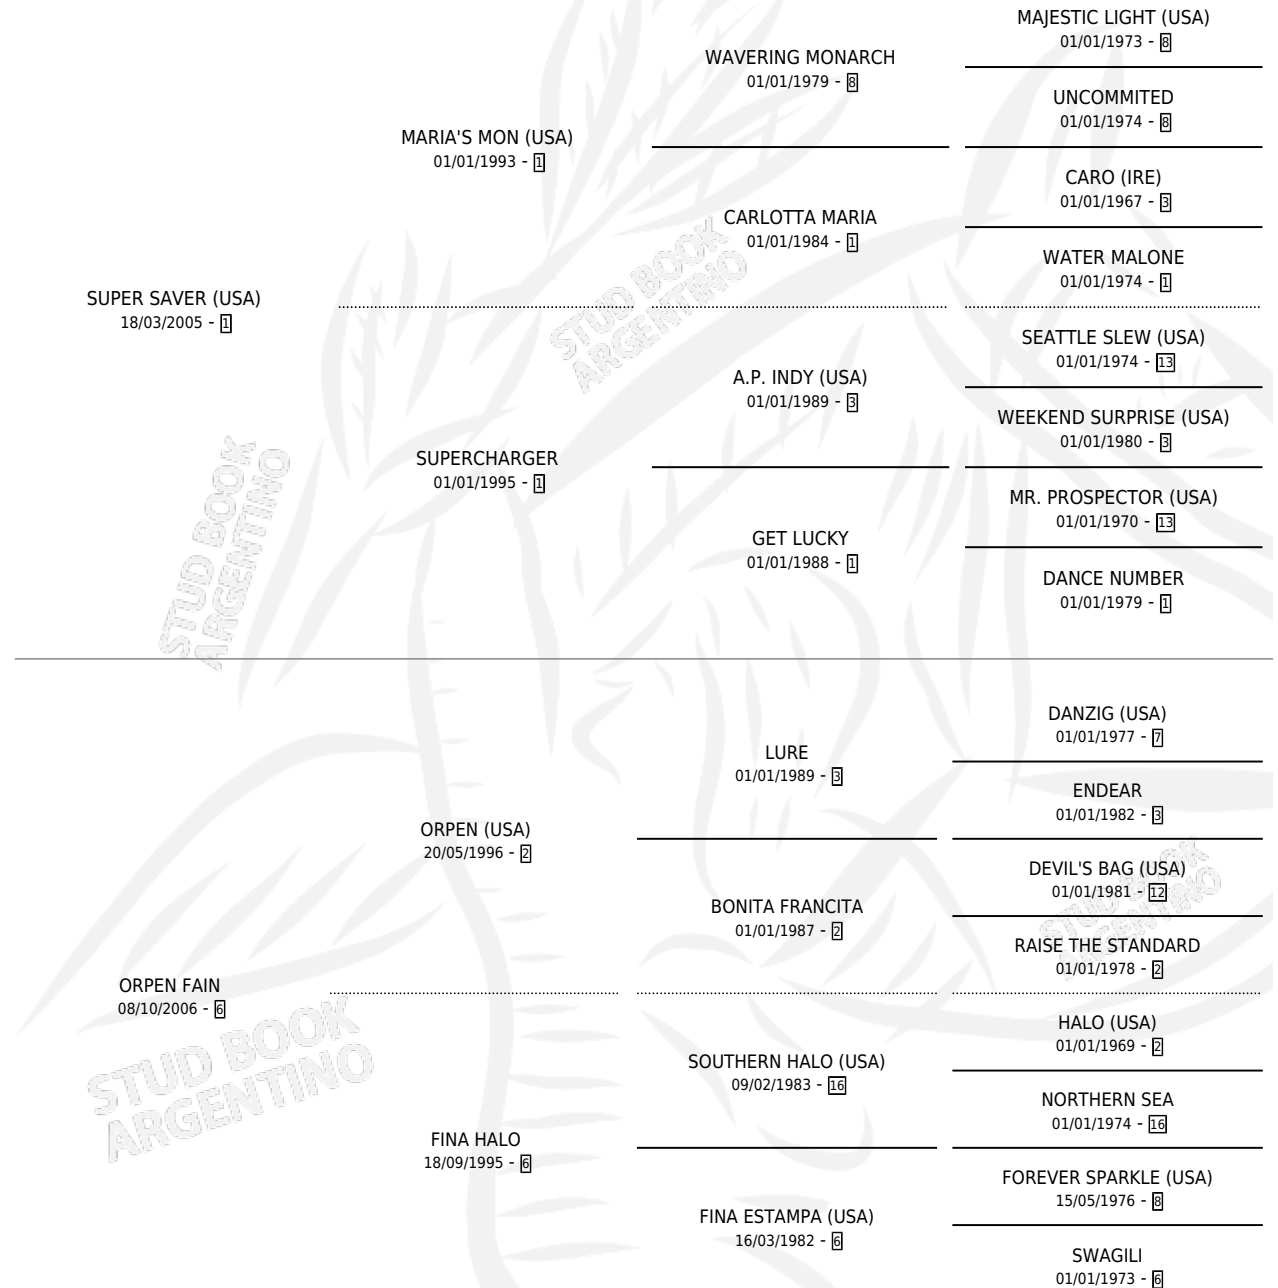 MAJESTIC LIGHT (USA)
01/01/1973 - 8
WAVERING MONARCH
01/01/1979 - 8
UNCOMMITED
01/01/1974 - 8
MARIA'S MON (USA)
01/01/1993 - 1
CARO (IRE)
01/01/1967 - 3
CARLOTTA MARIA
01/01/1984 - 1
WATER MALONE
01/01/1974 - 1
SUPER SAVER (USA)
18/03/2005 - 1
STUD BOOK
ARGENTINO
SEATTLE SLEW (USA)
01/01/1974 - 13
A.P. INDY (USA)
01/01/1989 - 3
WEEKEND SURPRISE (USA)
01/01/1980 - 3
SUPERCHARGER
01/01/1995 - 1
MR. PROSPECTOR (USA)
01/01/1970 - 13
GET LUCKY
01/01/1988 - 1
DANCE NUMBER
01/01/1979 - 1
STUD BOOK
ARGENTINO
DANZIG (USA)
01/01/1977 - 7
LURE
01/01/1989 - 3
ENDEAR
01/01/1982 - 3
ORPEN (USA)
20/05/1996 - 2
DEVIL'S BAG (USA)
01/01/1981 - 12
BONITA FRANCITA
01/01/1987 - 2
STUD BOOK
ARGENTINO
RAISE THE STANDARD
01/01/1978 - 2
ORPEN FAIN
08/10/2006 - 6
HALO (USA)
01/01/1969 - 2
SOUTHERN HALO (USA)
09/02/1983 - 16
STUD BOOK
ARGENTINO
NORTHERN SEA
01/01/1974 - 16
FINA HALO
18/09/1995 - 6
FOREVER SPARKLE (USA)
15/05/1976 - 8
FINA ESTAMPA (USA)
16/03/1982 - 6
SWAGILI
01/01/1973 - 6